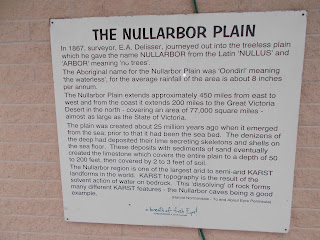 THE NULLARBOR PLAIN
In 1867, surveyor, E.A. Delisser, journeyed out into the treeless plain
which he gave the name NULLARBOR from the Latin 'NULLUS' and
'ARBOR' meaning 'no trees'.
The Aboriginal name for the Nullarbor Plain was 'Oondiri' meaning
'the waterless', for the average rainfall of the area is about 8 inches
per annum.
The Nullarbor Plain extends approximately 450 miles from east to
west and from the coast it extends 200 miles to the Great Victoria
Desert in the north - covering an area of 77,000 square miles -
almost as large as the State of Victoria.
The plain was created about 25 million years ago when it emerged
from the sea; prior to that it had been the sea bed. The denizens of
the deep had deposited their lime secreting skeletons and shells on
the sea floor. These deposits with sediments of sand eventually
created the limestone which covers the entire plain to a depth of 50
to 200 feet, then covered by 2 to 3 feet of soil.
The Nullarbor region is one of the largest arid to semi-arid KARST
landforms in the world. KARST topography is the result of the
solvent action of water on bedrock. This 'dissolving' of rock forms
many different KARST features - the Nullarbor caves being a good
example.
To and About Eyre Peninsula